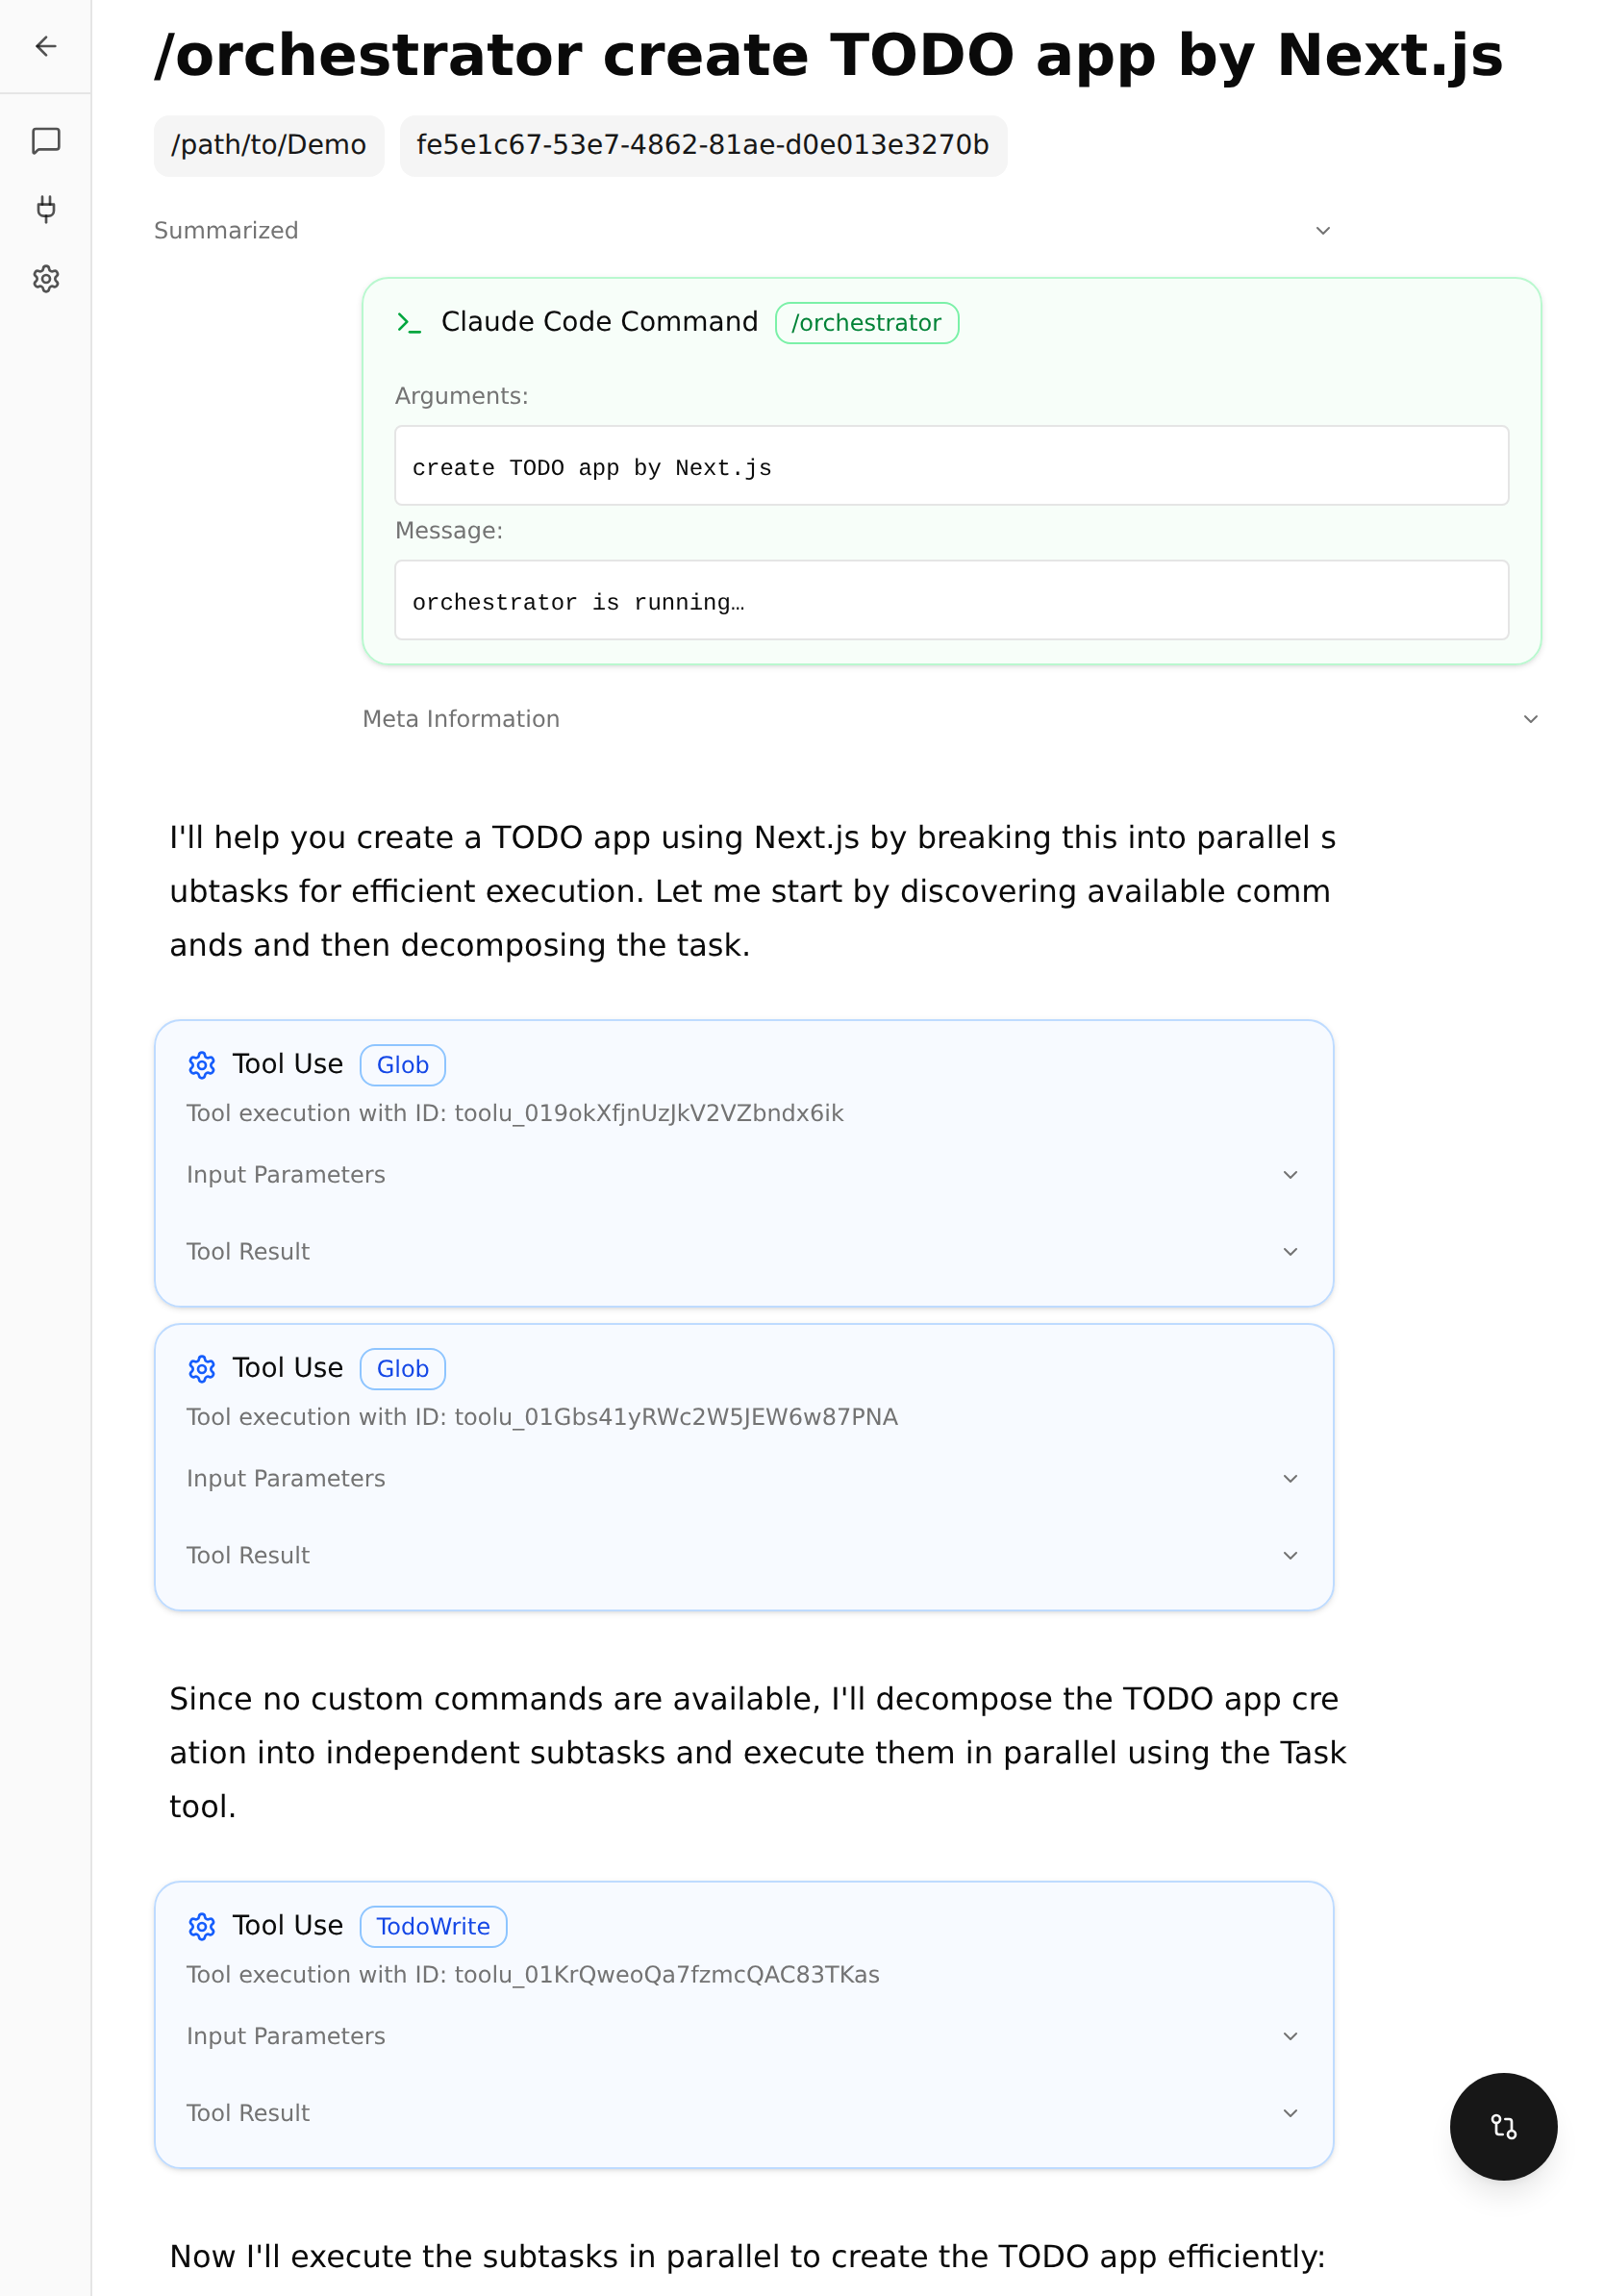 /orchestrator create TODO app by Next.js
/path/to/Demo fe5e1c67-53e7-4862-81ae-d0e013e3270b
Summarized
Claude Code Command /orchestrator
Arguments:
create TODO app by Next.js
Message:
orchestrator is running…
Meta Information
I'll help you create a TODO app using Next.js by breaking this into parallel s
ubtasks for efficient execution. Let me start by discovering available comm
ands and then decomposing the task.
Tool Use Glob
Tool execution with ID: toolu_019okXfjnUzJkV2VZbndx6ik
Input Parameters
Tool Result
Tool Use Glob
Tool execution with ID: toolu_01Gbs41yRWc2W5JEW6w87PNA
Input Parameters
Tool Result
Since no custom commands are available, I'll decompose the TODO app cre
ation into independent subtasks and execute them in parallel using the Task
tool.
Tool Use TodoWrite
Tool execution with ID: toolu_01KrQweoQa7fzmcQAC83TKas
Input Parameters
Tool Result
Now I'll execute the subtasks in parallel to create the TODO app efficiently: